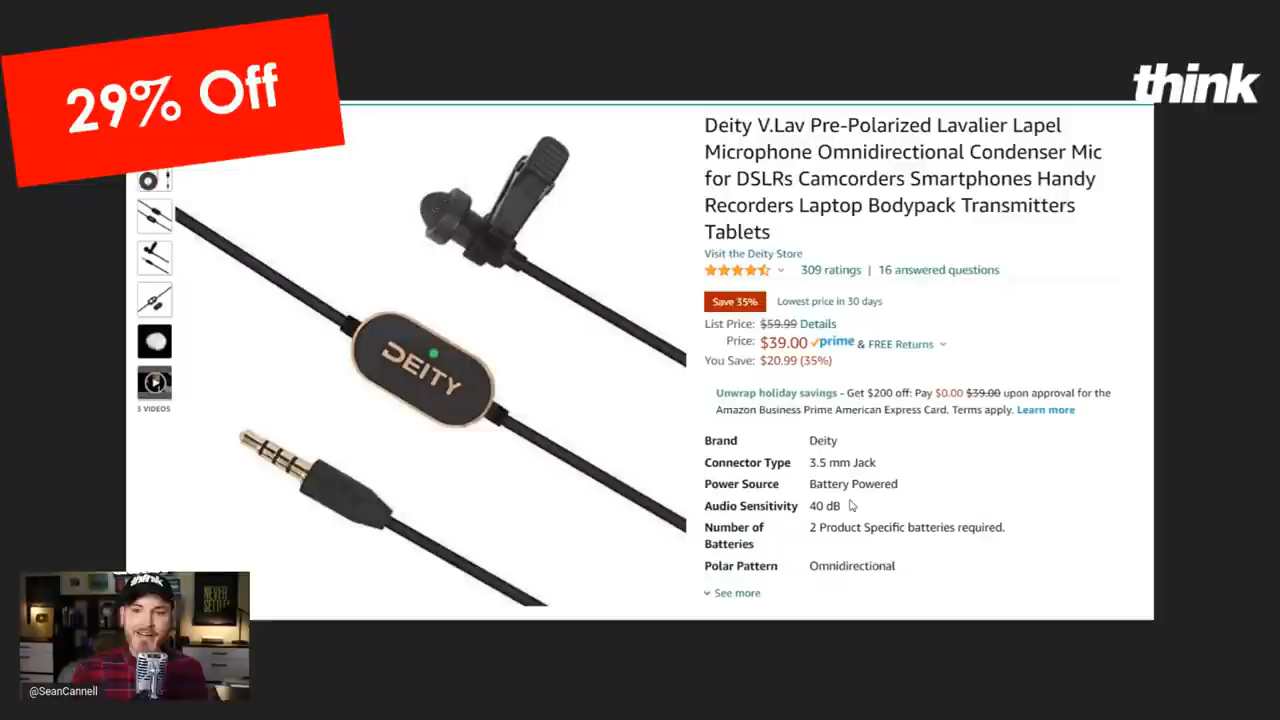 29% Off
think
Deity V.Lav Pre-Polarized Lavalier Lapel
Microphone Omnidirectional Condenser Mic
for DSLRs Camcorders Smartphones Handy
Recorders Laptop Bodypack Transmitters
Tablets
Visit the Deity Store
309 ratings | 16 answered questions
Save 35% Lowest price in 30 days
List Price: $59.99 Details
Price: $39.00 prime & FREE Returns
You Save: $20.99 (35%)
Unwrap holiday savings - Get $200 off: Pay $0.00 $39.00 upon approval for the
Amazon Business Prime American Express Card. Terms apply. Learn more
Brand Deity
Connector Type 3.5 mm Jack
Power Source Battery Powered
Audio Sensitivity 40 dB
Number of 2 Product Specific batteries required.
Batteries
Polar Pattern Omnidirectional
See more
DEITY
3 VIDEOS
think
NEVER
SETTLE
@SeanCannell